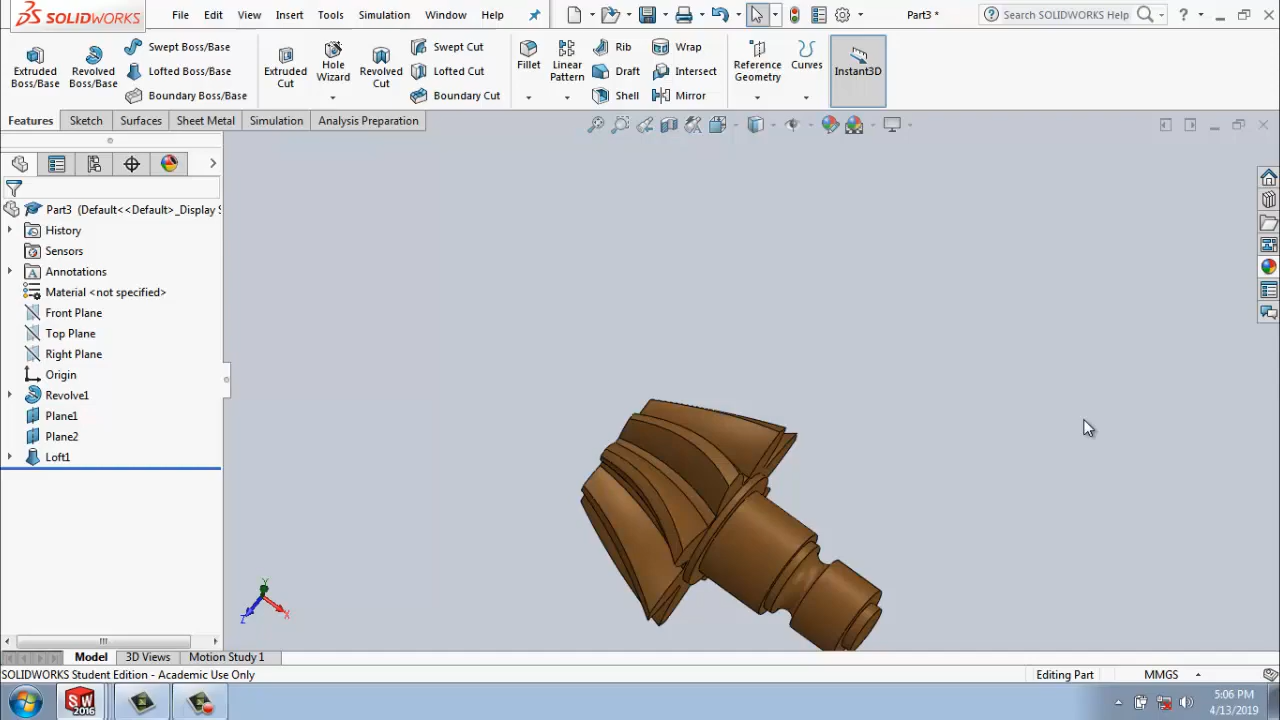 SOLIDWORKS File Edit View Insert Tools Simulation Window Help Part3 * Search SOLIDWORKS Help ?
Extruded Boss/Base
Revolved Boss/Base
Swept Boss/Base
Lofted Boss/Base
Boundary Boss/Base
Extruded Cut
Hole Wizard
Revolved Cut
Swept Cut
Lofted Cut
Boundary Cut
Fillet
Linear Pattern
Rib
Draft
Shell
Wrap
Intersect
Mirror
Reference Geometry
Curves
Instant3D
Features Sketch Surfaces Sheet Metal Simulation Analysis Preparation
Part3 (Default<<Default>_Display S
History
Sensors
Annotations
Material <not specified>
Front Plane
Top Plane
Right Plane
Origin
Revolve1
Plane1
Plane2
Loft1
Y
X
Z
Model 3D Views Motion Study 1
SOLIDWORKS Student Edition - Academic Use Only Editing Part MMGS
SW 2016
5:06 PM
4/13/2019